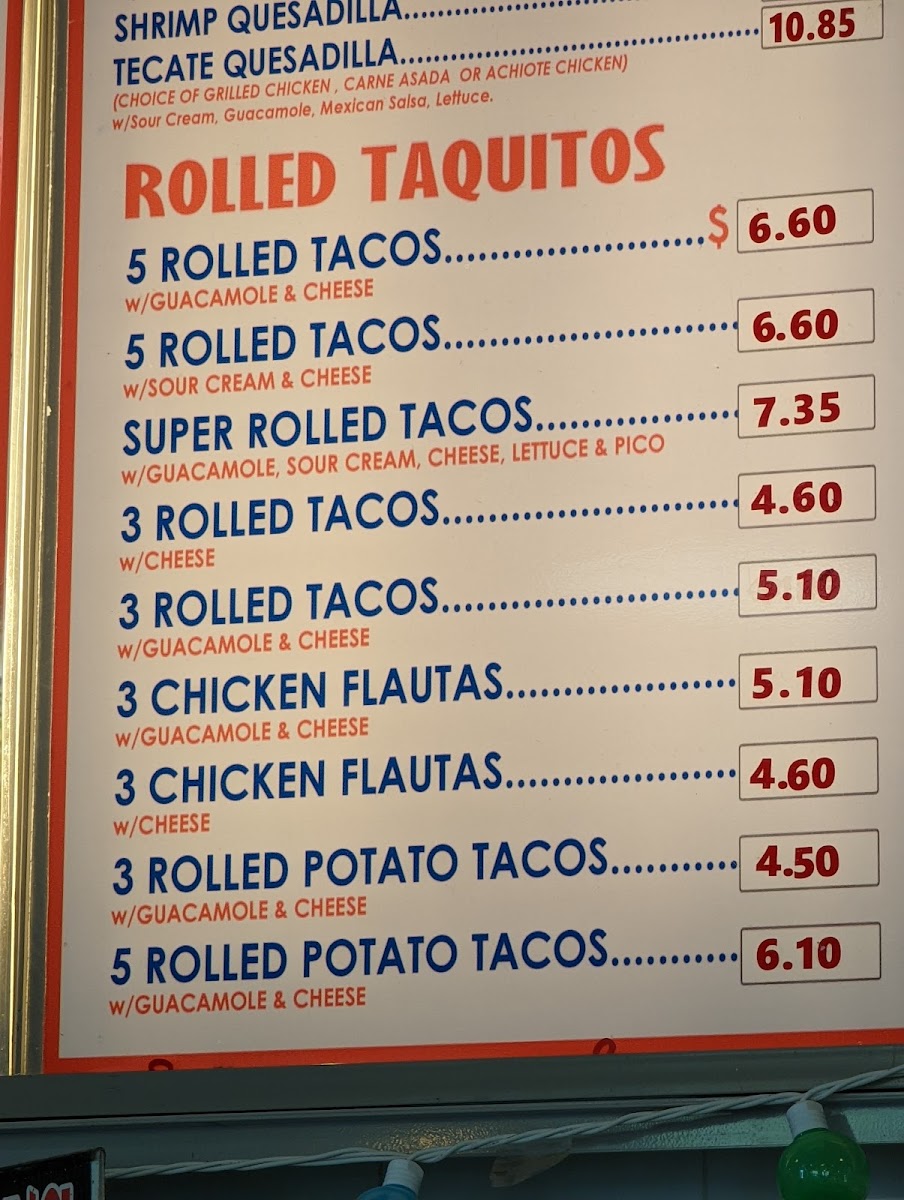 SHRIMP QUESADILLA
TECATE QUESADILLA 10.85
(CHOICE OF GRILLED CHICKEN , CARNE ASADA OR ACHIOTE CHICKEN)
w/Sour Cream, Guacamole, Mexican Salsa, Lettuce.
ROLLED TAQUITOS
5 ROLLED TACOS $ 6.60
w/GUACAMOLE & CHEESE
5 ROLLED TACOS 6.60
w/SOUR CREAM & CHEESE
SUPER ROLLED TACOS 7.35
w/GUACAMOLE, SOUR CREAM, CHEESE, LETTUCE & PICO
3 ROLLED TACOS 4.60
w/CHEESE
3 ROLLED TACOS 5.10
w/GUACAMOLE & CHEESE
3 CHICKEN FLAUTAS 5.10
w/GUACAMOLE & CHEESE
3 CHICKEN FLAUTAS 4.60
w/CHEESE
3 ROLLED POTATO TACOS 4.50
w/GUACAMOLE & CHEESE
5 ROLLED POTATO TACOS 6.10
w/GUACAMOLE & CHEESE